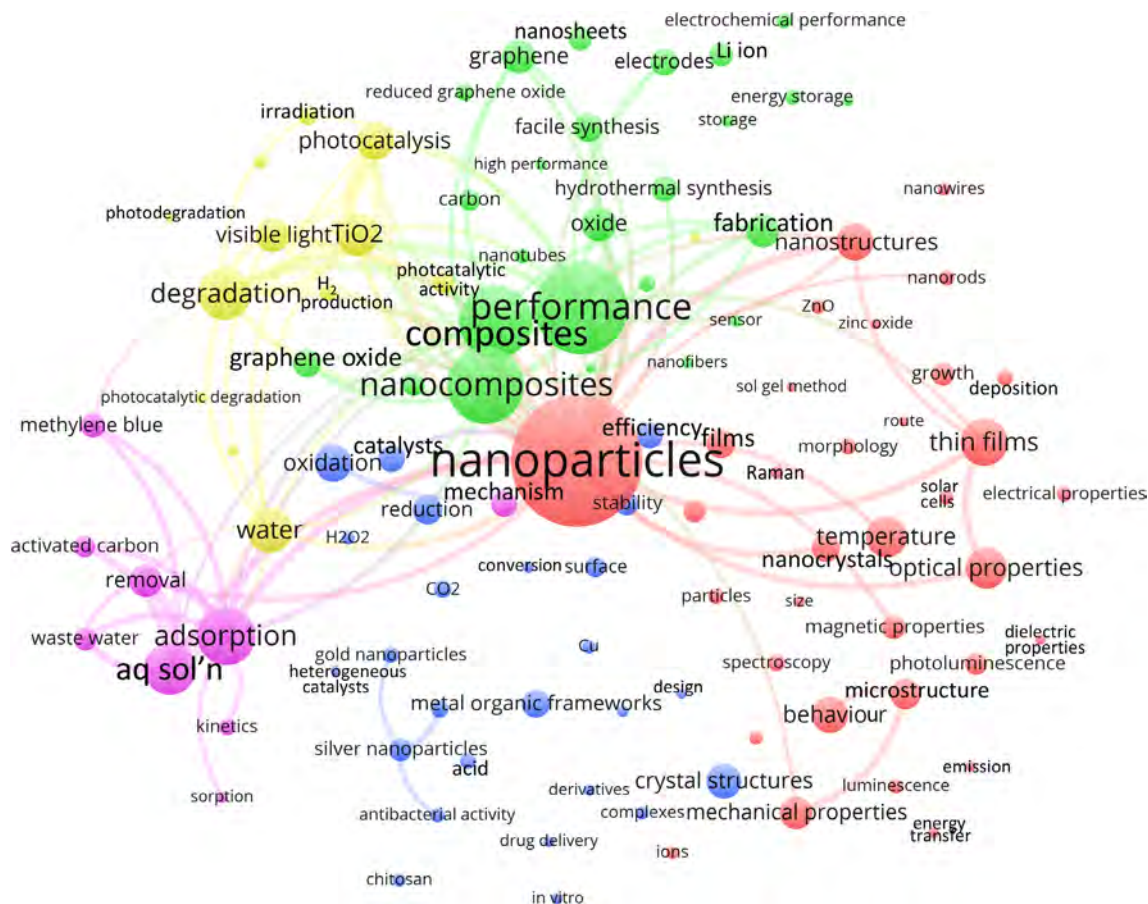 electrochemical performance
nanosheets
graphene
Li ion
electrodes
reduced graphene oxide
energy storage
storage
irradiation
photocatalysis
facile synthesis
high performance
hydrothermal synthesis
carbon
nanowires
photodegradation
visible light
TiO2
oxide
fabrication
nanostructures
nanotubes
photcatalytic
activity
H2
production
degradation
performance
nanorods
ZnO
zinc oxide
sensor
composites
graphene oxide
nanofibers
nanocomposites
sol gel method
growth
deposition
photocatalytic degradation
methylene blue
route
efficiency
films
thin films
catalysts
oxidation
nanoparticles
morphology
Raman
mechanism
solar
cells
electrical properties
stability
reduction
water
H2O2
temperature
nanocrystals
optical properties
activated carbon
removal
conversion
surface
CO2
particles
size
magnetic properties
dielectric
properties
waste water
adsorption
aq sol'n
Cu
gold nanoparticles
heterogeneous
catalysts
spectroscopy
photoluminescence
design
microstructure
metal organic frameworks
behaviour
kinetics
silver nanoparticles
acid
crystal structures
emission
luminescence
sorption
derivatives
antibacterial activity
complexes
mechanical properties
energy
transfer
drug delivery
ions
chitosan
in vitro